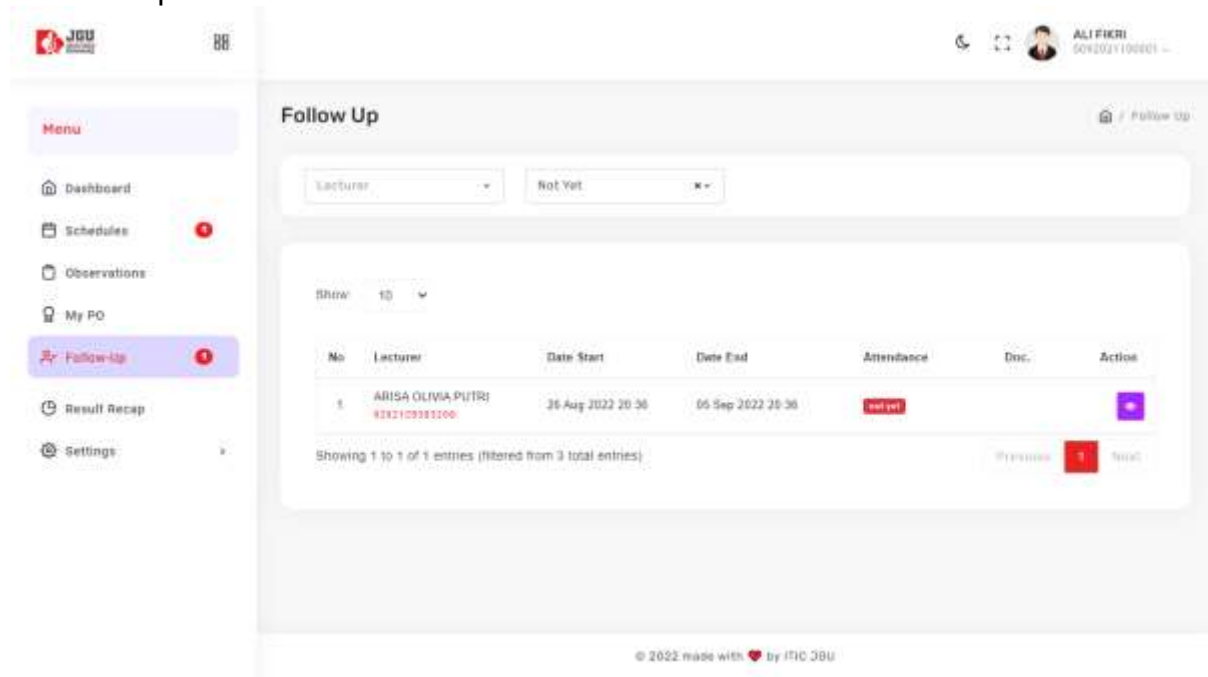 JGU
ALI FIKRI
Menu
Dashboard
Schedules 1
Observations
My PO
Follow-Up 1
Result Recap
Settings
Follow Up
/ Follow Up
Lecturer
Not Yet
Show 10
No Lecturer Date Start Date End Attendance Doc. Action
1 ARISA OLIVIA PUTRI 26 Aug 2022 20:36 05 Sep 2022 20:36 not yet
Showing 1 to 1 of 1 entries (filtered from 3 total entries)
Previous 1 Next
© 2022 made with ❤ by ITIC JGU